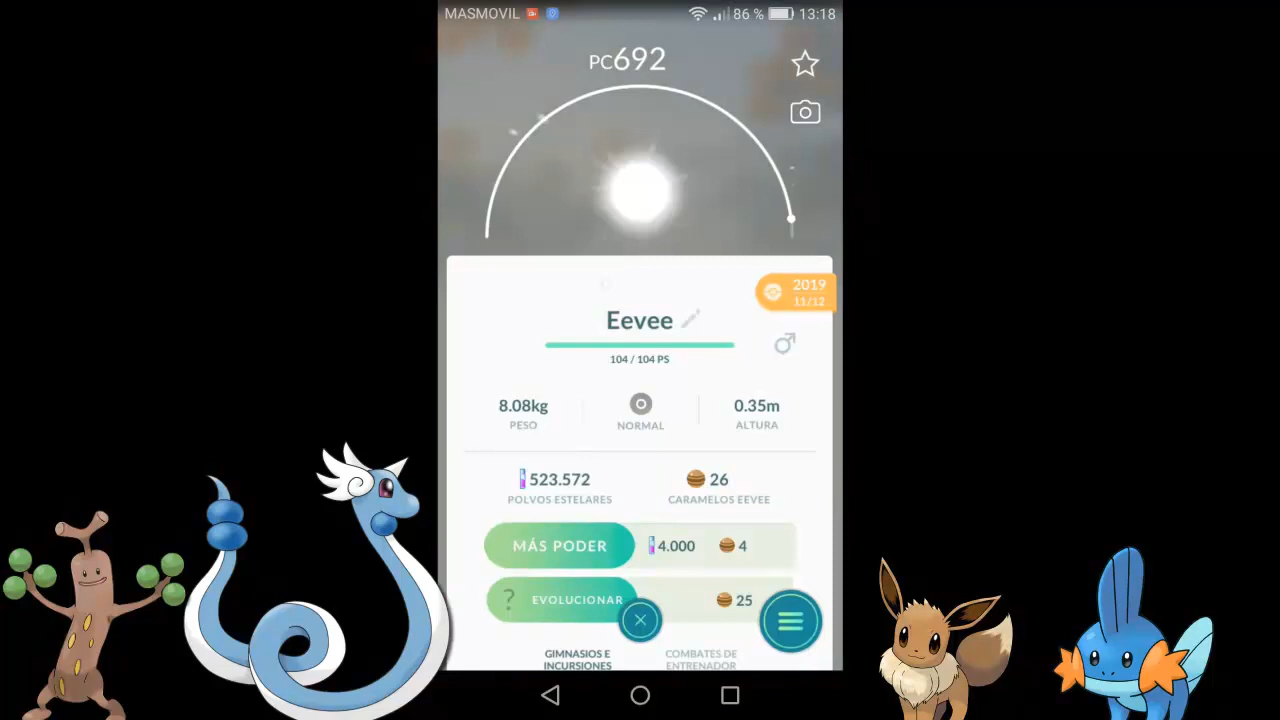 MASMOVIL 86 % 13:18
PC692
2019
11/12
Eevee
104 / 104 PS
8.08kg 0.35m
PESO NORMAL ALTURA
523.572 26
POLVOS ESTELARES CARAMELOS EEVEE
MÁS PODER 4.000 4
? EVOLUCIONAR 25
GIMNASIOS E INCURSIONES
COMBATES DE ENTRENADOR